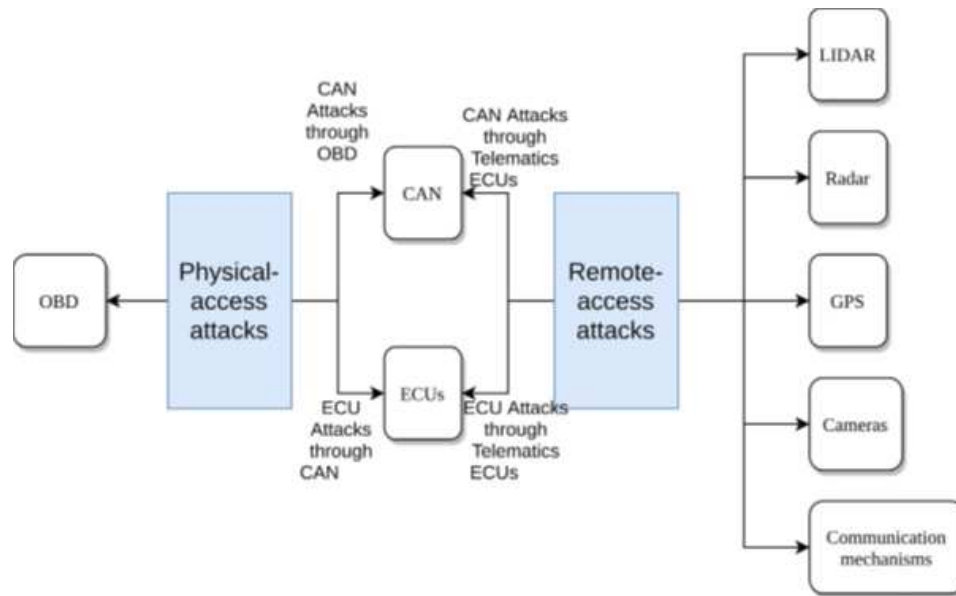 OBD
Physical-
access
attacks
CAN
Attacks
through
OBD
CAN
ECU
Attacks
through
CAN
ECUs
CAN Attacks
through
Telematics
ECUs
ECU Attacks
through
Telematics
ECUs
Remote-
access
attacks
LIDAR
Radar
GPS
Cameras
Communication
mechanisms